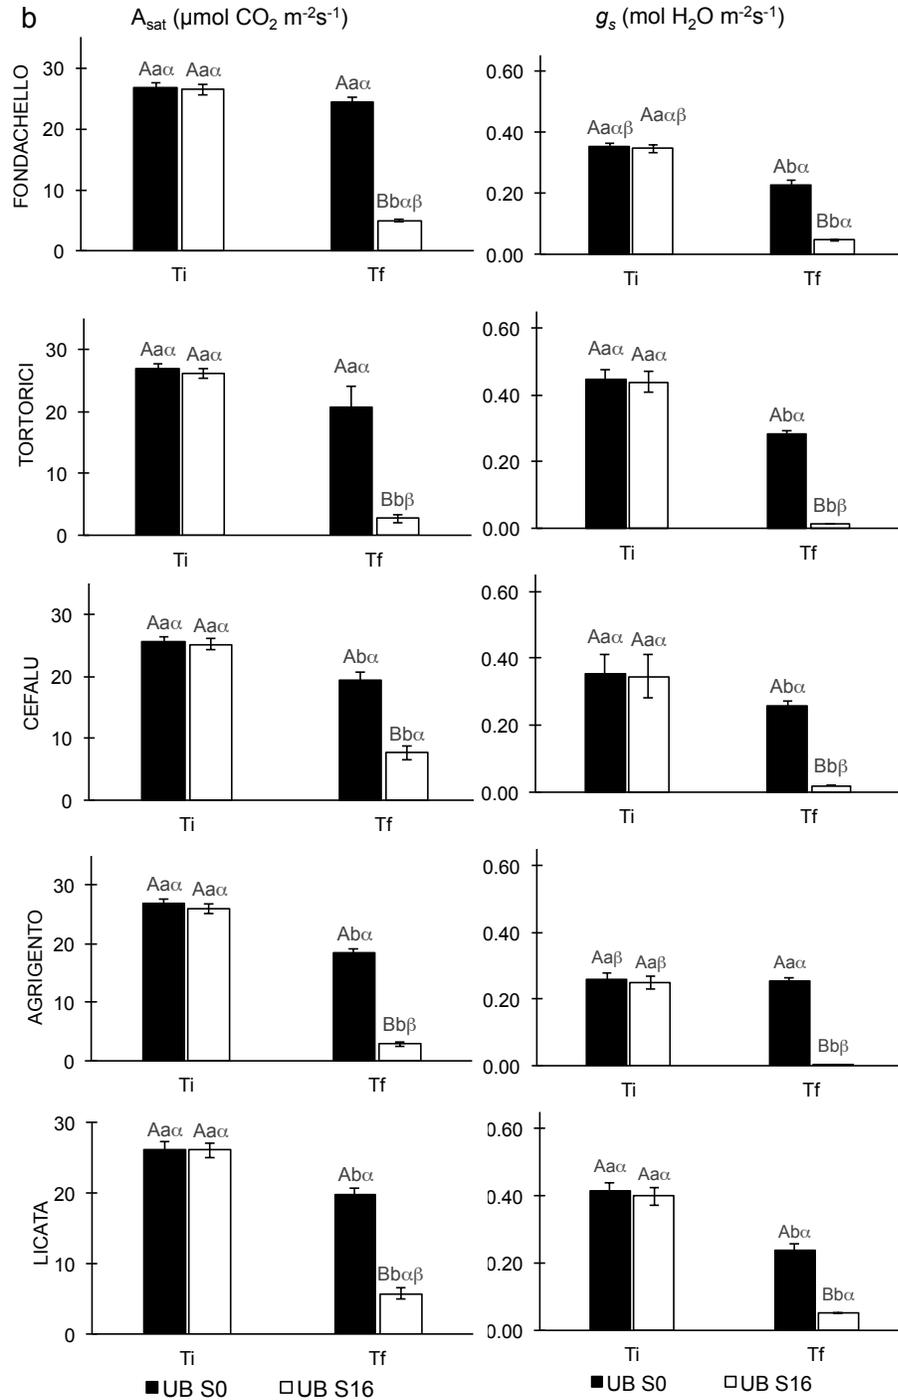 b
A_sat (μmol CO₂ m⁻²s⁻¹)
g_s (mol H₂O m⁻²s⁻¹)
FONDACHELLO
30
20
10
0
Aaα Aaα
Aaα
Bbαβ
Ti Tf
0.60
0.40
0.20
0.00
Aaαβ Aaαβ
Abα
Bbα
Ti Tf
TORTORICI
30
20
10
0
Aaα Aaα
Aaα
Bbβ
Ti Tf
0.60
0.40
0.20
0.00
Aaα Aaα
Abα
Bbβ
Ti Tf
CEFALU
30
20
10
0
Aaα Aaα
Abα
Bbα
Ti Tf
0.60
0.40
0.20
0.00
Aaα Aaα
Abα
Bbβ
Ti Tf
AGRIGENTO
30
20
10
0
Aaα Aaα
Abα
Bbβ
Ti Tf
0.60
0.40
0.20
0.00
Aaβ Aaβ
Aaα
Bbβ
Ti Tf
LICATA
30
20
10
0
Aaα Aaα
Abα
Bbαβ
Ti Tf
0.60
0.40
0.20
0.00
Aaα Aaα
Abα
Bbα
Ti Tf
UB S0 UB S16
UB S0 UB S16